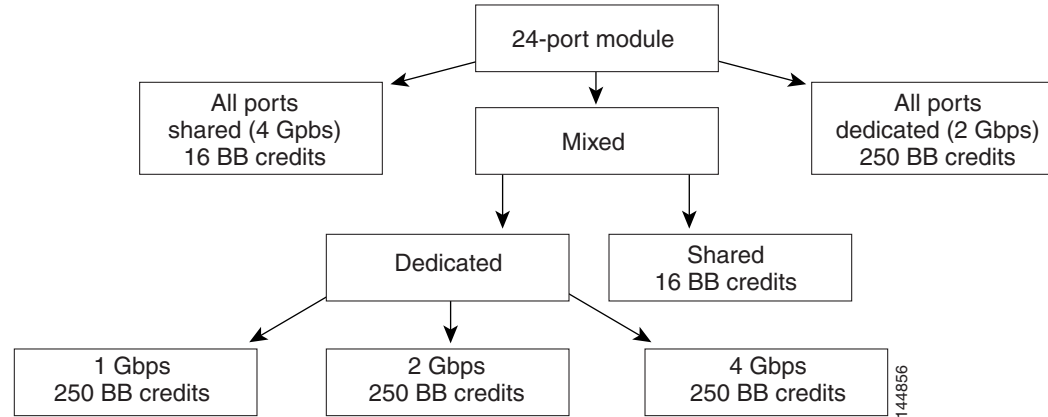 24-port module
All ports
shared (4 Gpbs)
16 BB credits
Mixed
All ports
dedicated (2 Gbps)
250 BB credits
Dedicated
Shared
16 BB credits
1 Gbps
250 BB credits
2 Gbps
250 BB credits
4 Gbps
250 BB credits
144856